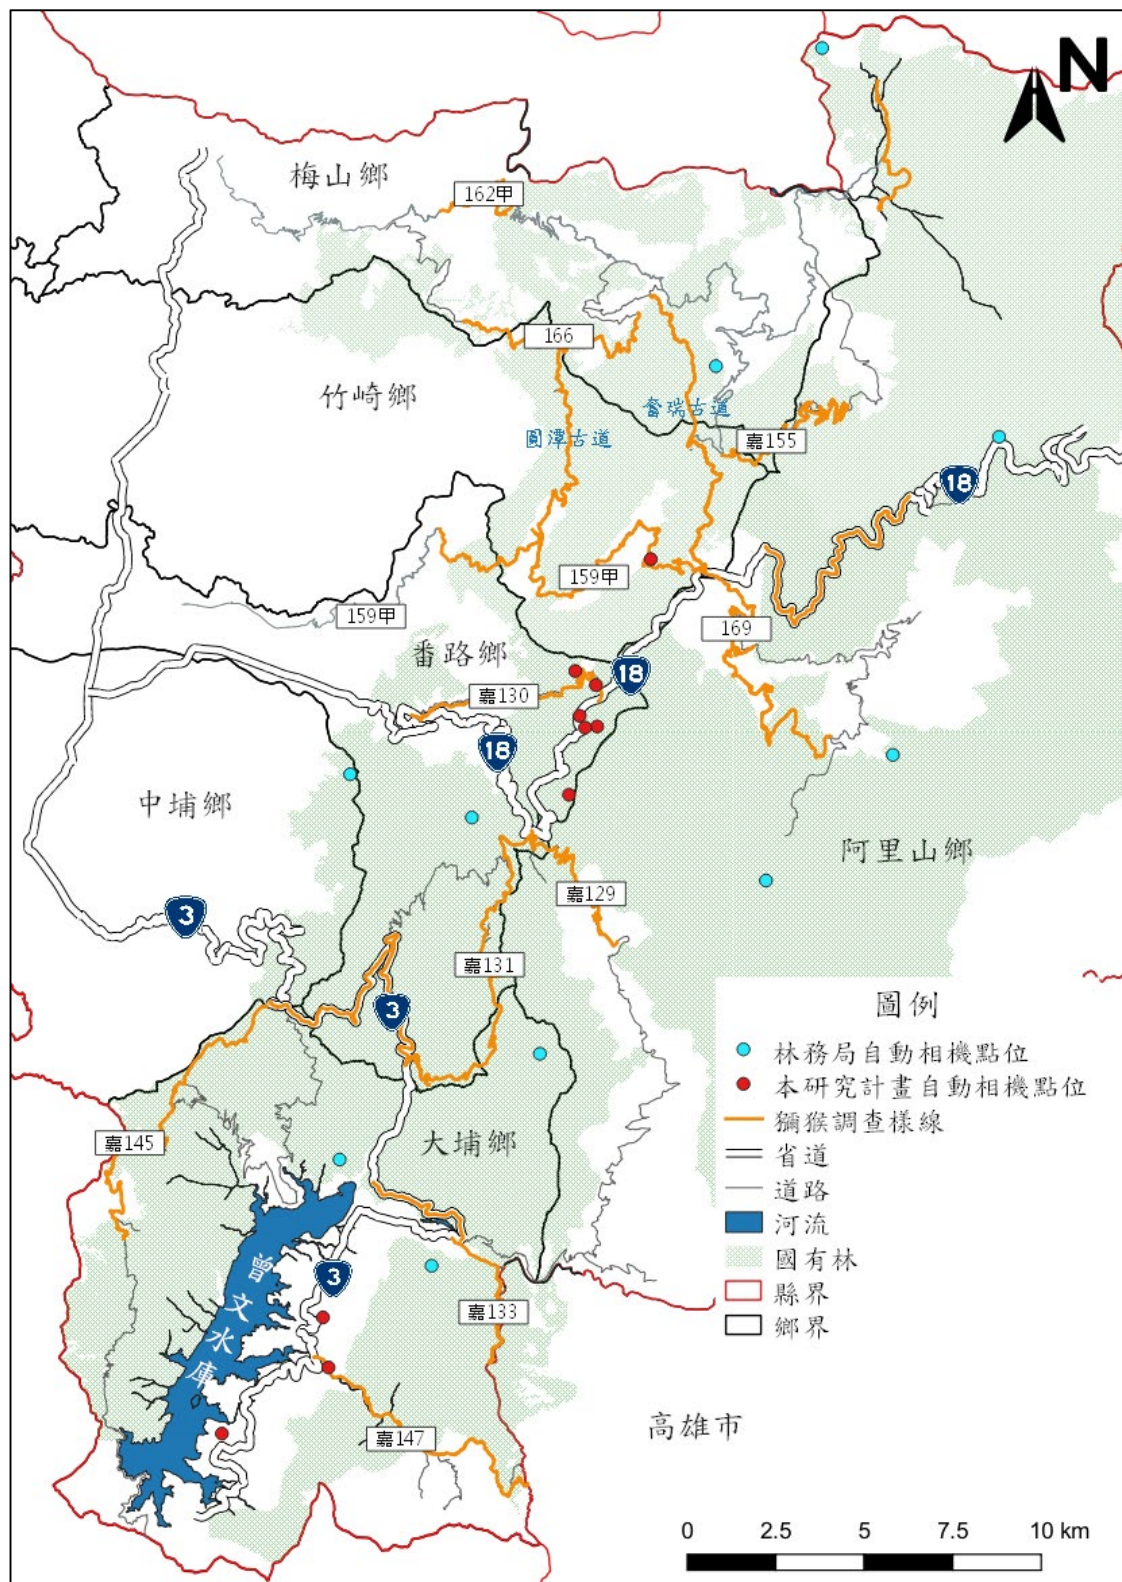 N
梅山鄉
162甲
166
竹崎鄉
奮瑞古道
圓潭古道
嘉155
18
159甲
159甲
169
番路鄉
18
嘉130
18
中埔鄉
阿里山鄉
嘉129
3
嘉131
3
圖例
林務局自動相機點位
本研究計畫自動相機點位
獼猴調查樣線
省道
道路
河流
國有林
縣界
鄉界
嘉145
大埔鄉
曾文水庫
3
嘉133
嘉147
高雄市
0 2.5 5 7.5 10 km